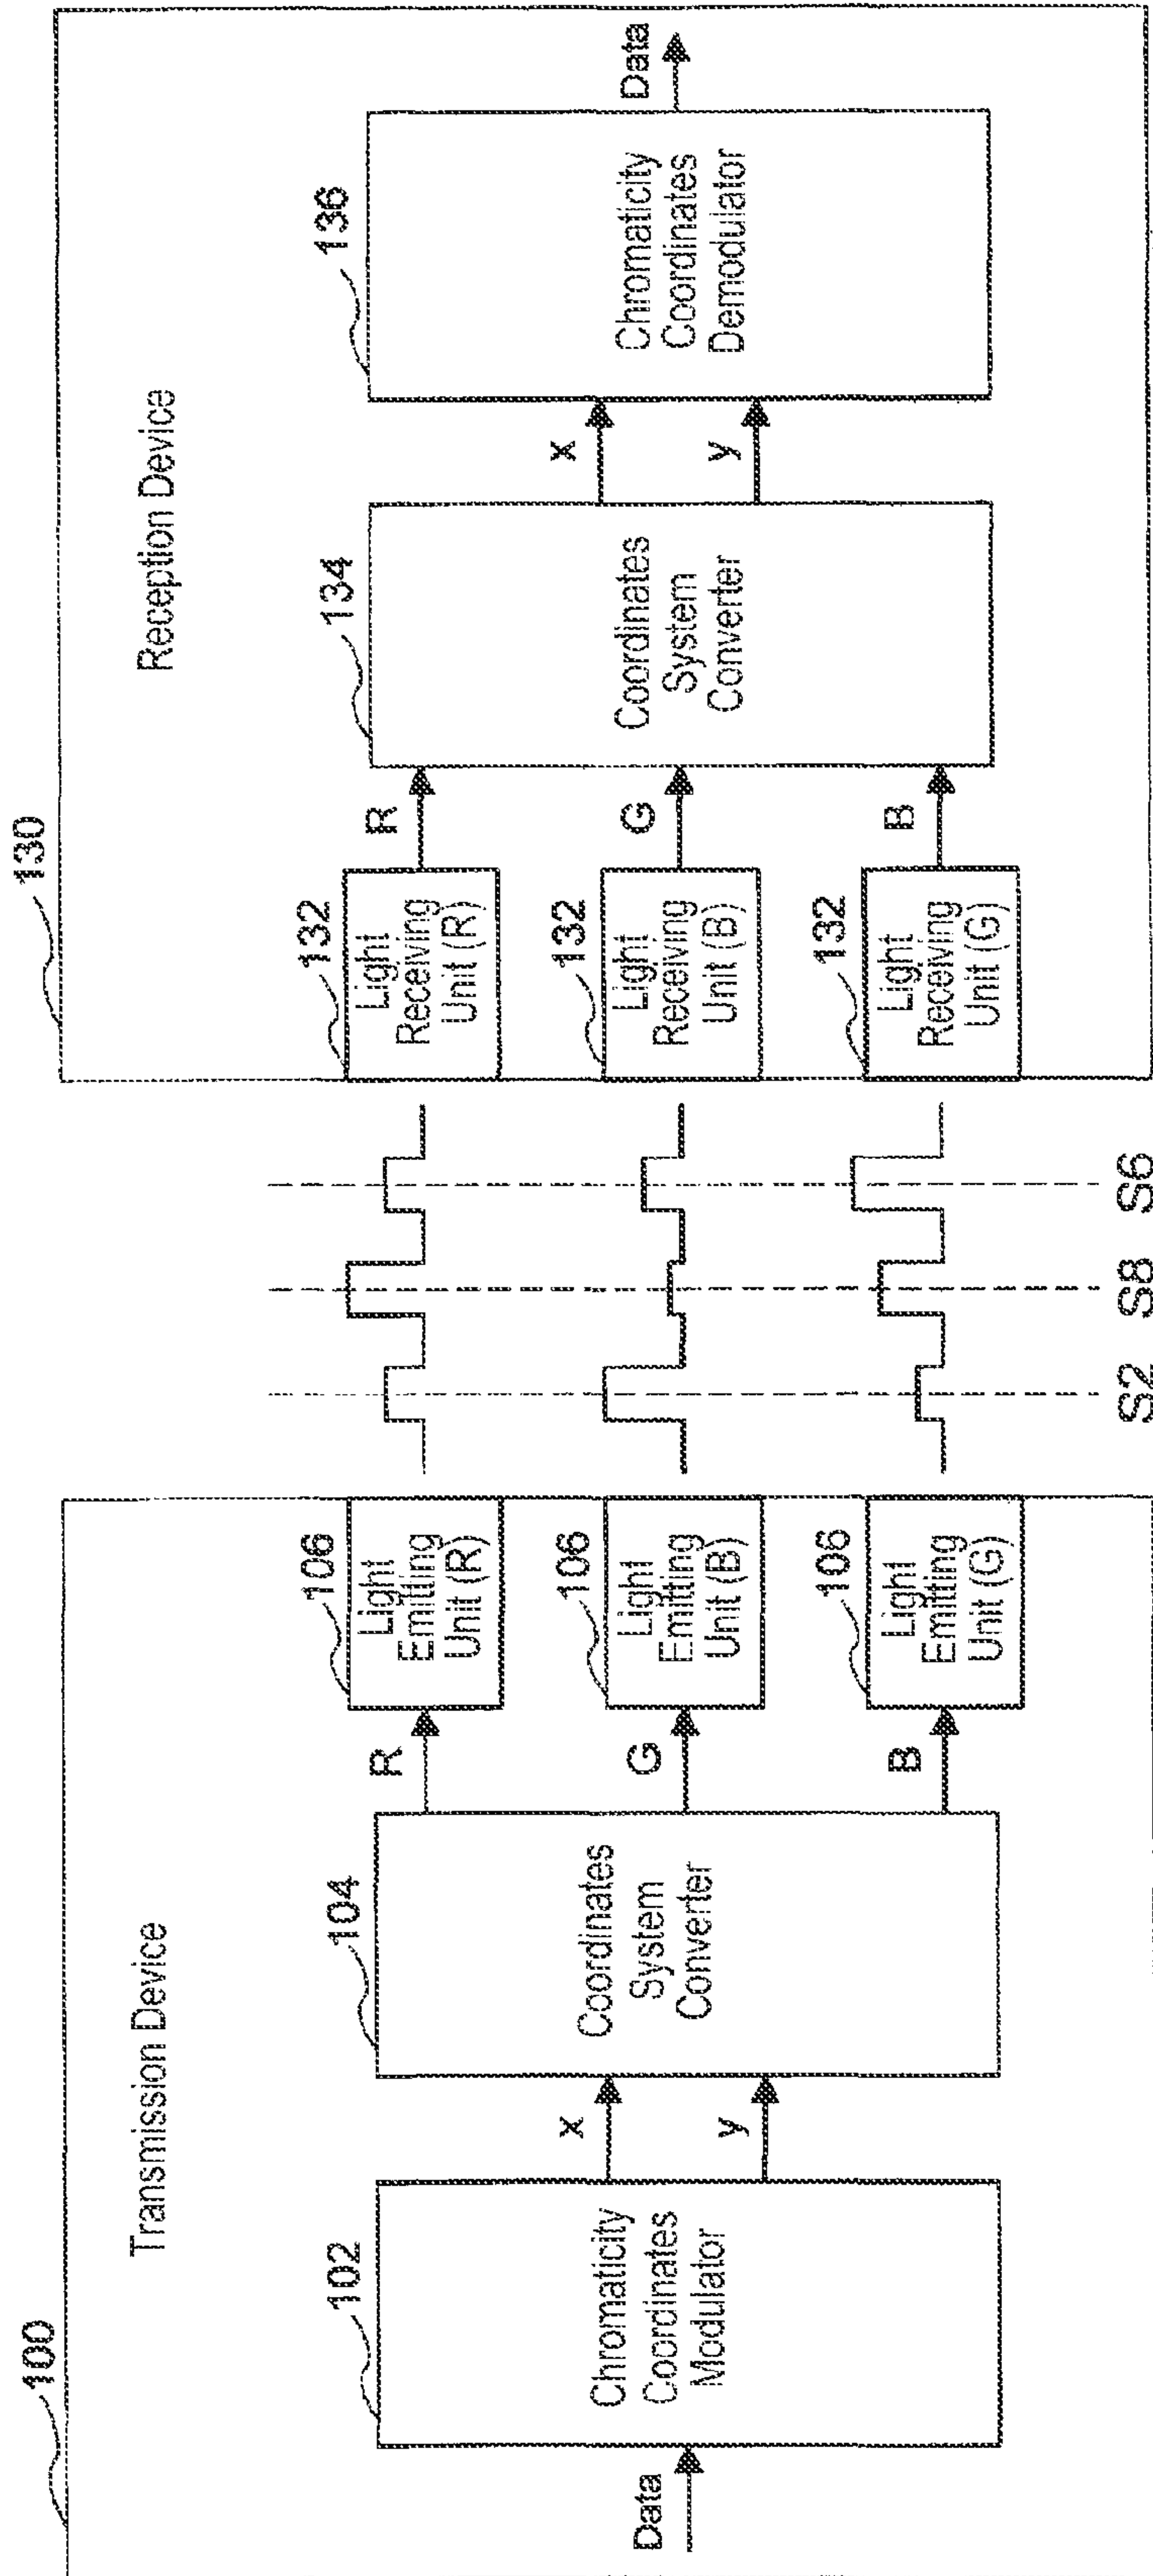 100
Transmission Device
Data
102
Chromaticity
Coordinates
Modulator
x
y
104
Coordinates
System
Converter
R
G
B
106
Light
Emitting
Unit (R)
106
Light
Emitting
Unit (B)
106
Light
Emitting
Unit (G)
S2
S8
S6
130
Reception Device
132
Light
Receiving
Unit (R)
132
Light
Receiving
Unit (B)
132
Light
Receiving
Unit (G)
R
G
B
134
Coordinates
System
Converter
x
y
136
Chromaticity
Coordinates
Demodulator
Data